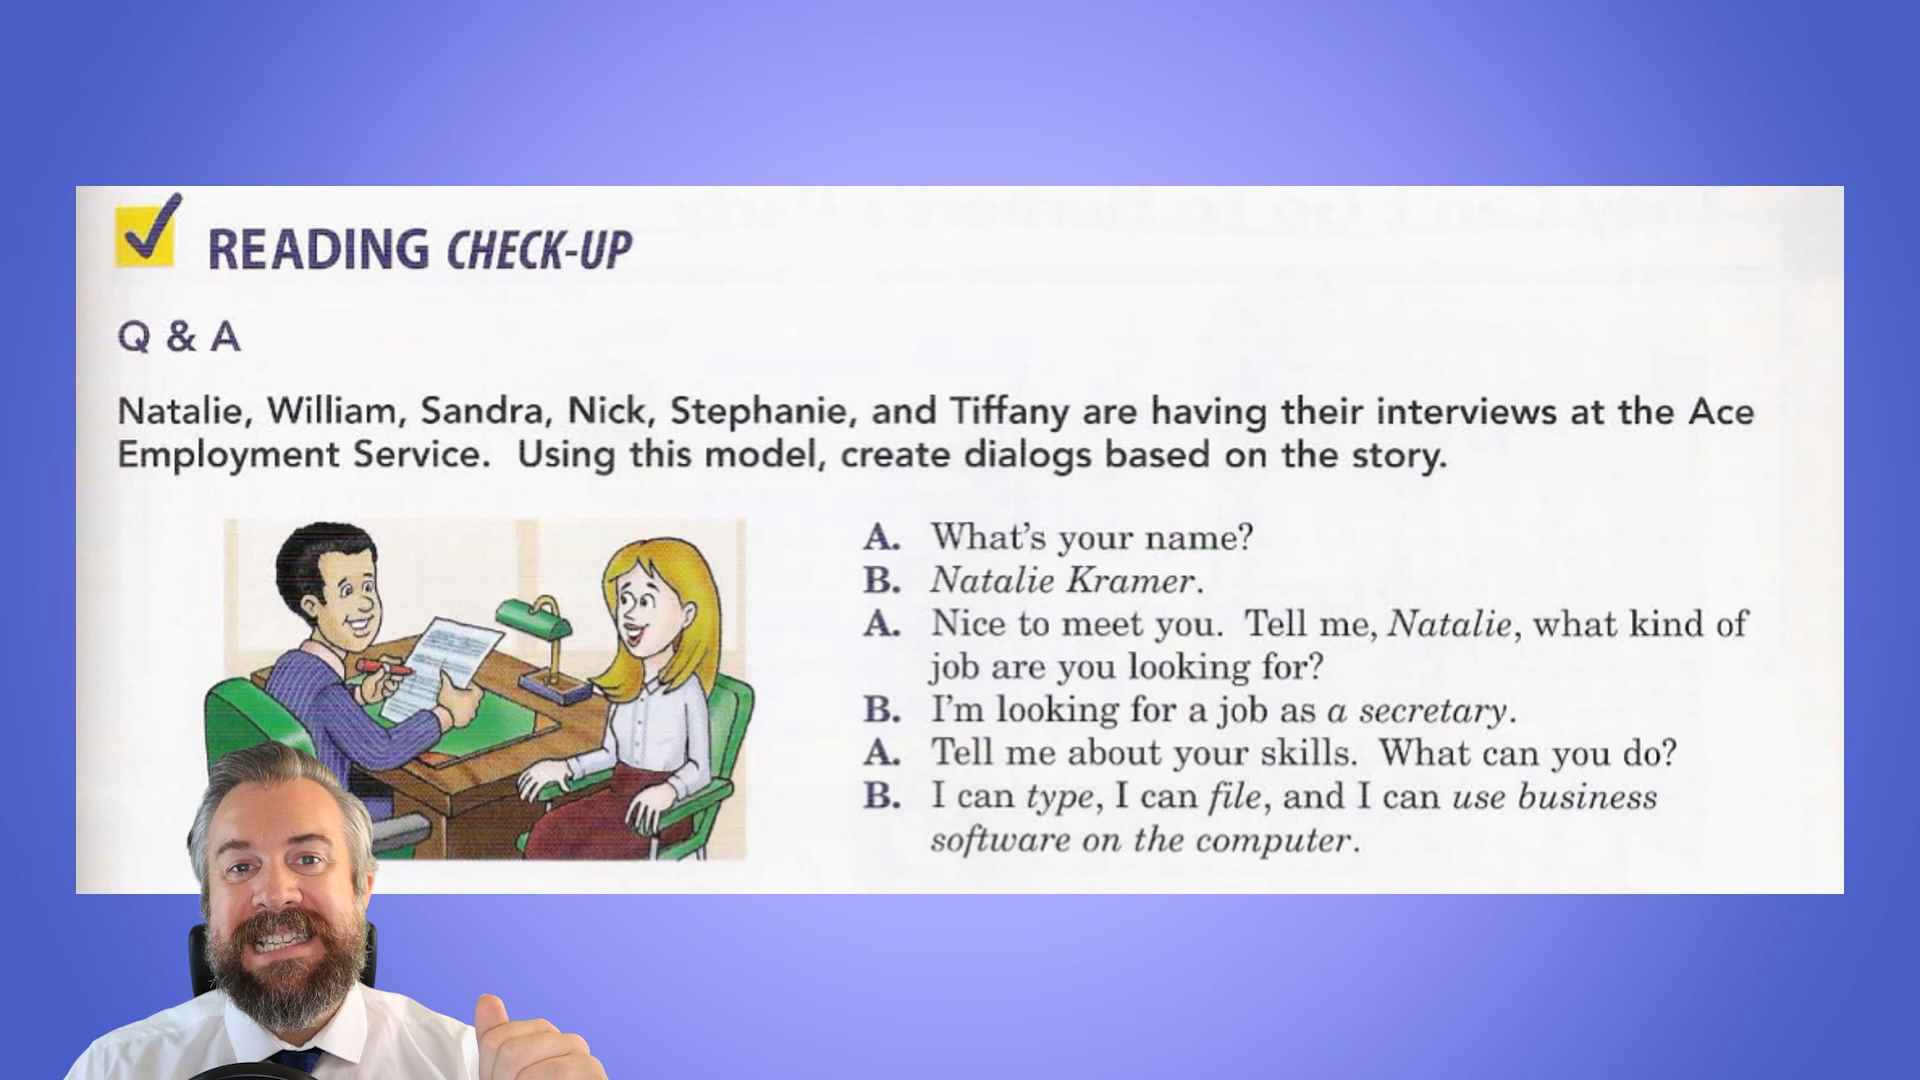 READING CHECK-UP
Q & A
Natalie, William, Sandra, Nick, Stephanie, and Tiffany are having their interviews at the Ace
Employment Service. Using this model, create dialogs based on the story.
A. What's your name?
B. Natalie Kramer.
A. Nice to meet you. Tell me, Natalie, what kind of
job are you looking for?
B. I'm looking for a job as a secretary.
A. Tell me about your skills. What can you do?
B. I can type, I can file, and I can use business
software on the computer.